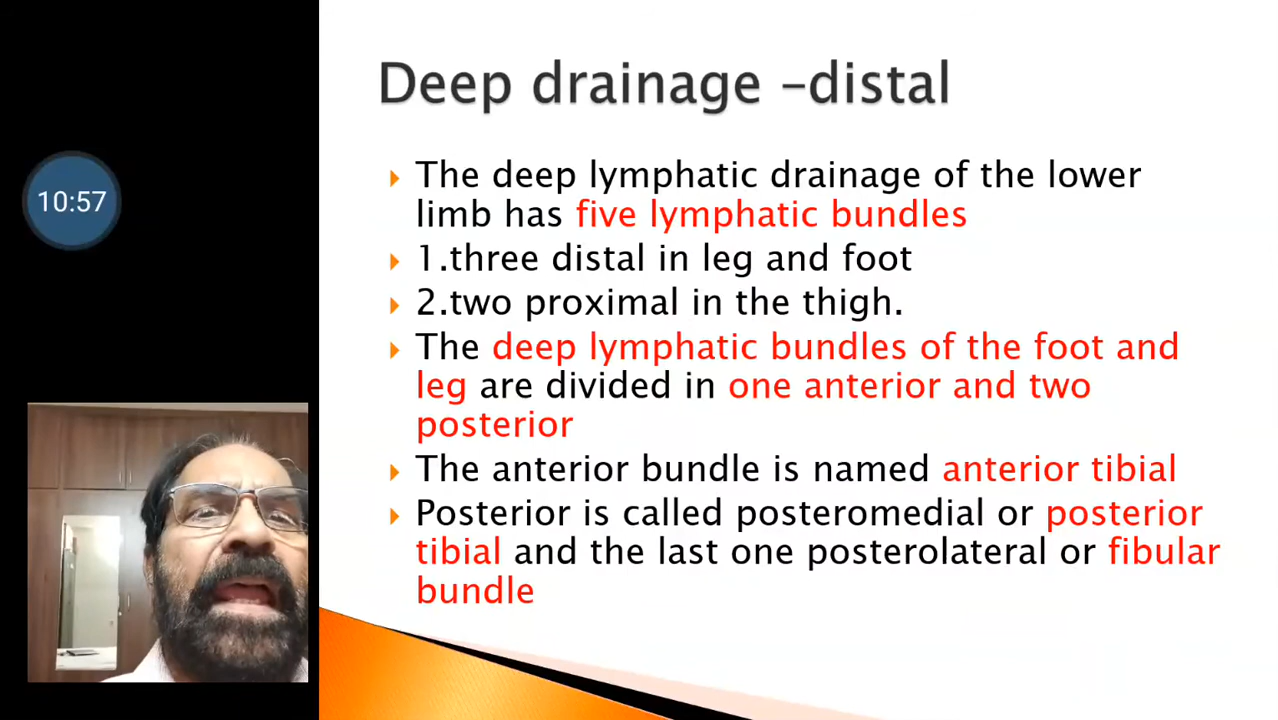 Deep drainage –distal
10:57
The deep lymphatic drainage of the lower
limb has five lymphatic bundles
1.three distal in leg and foot
2.two proximal in the thigh.
The deep lymphatic bundles of the foot and
leg are divided in one anterior and two
posterior
The anterior bundle is named anterior tibial
Posterior is called posteromedial or posterior
tibial and the last one posterolateral or fibular
bundle